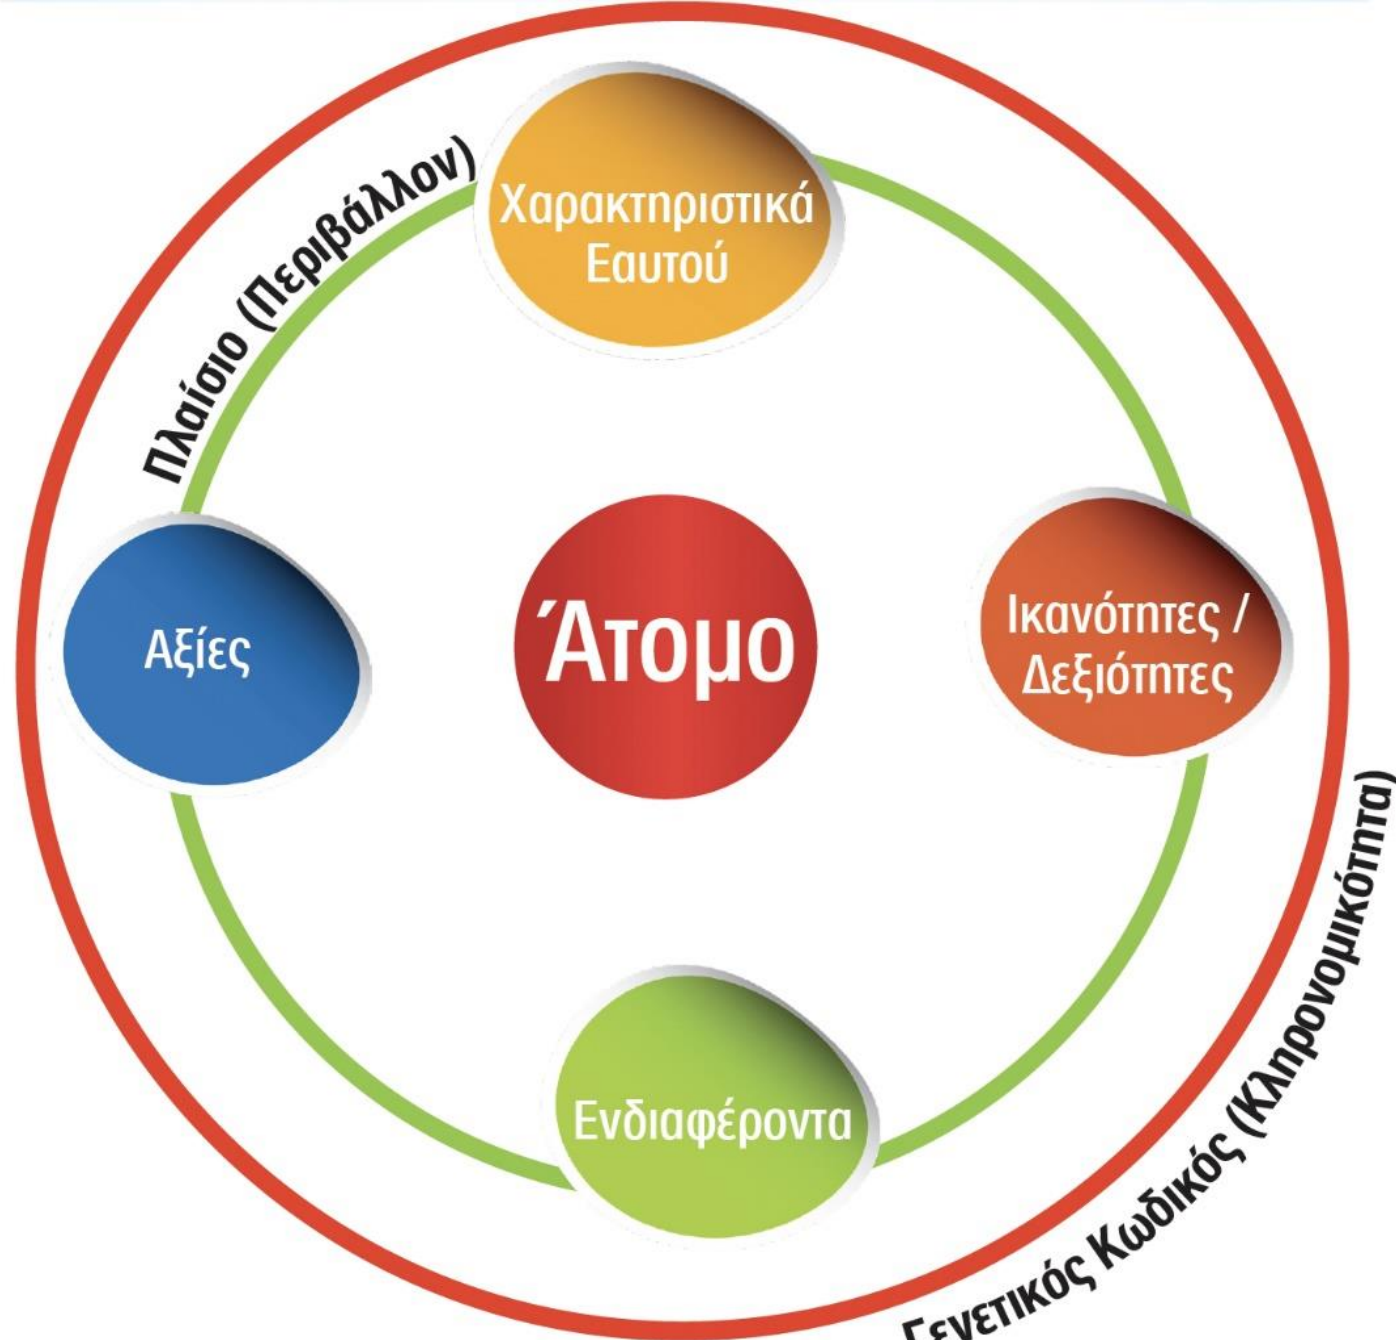 Πλαίσιο (Περιβάλλον)
Χαρακτηριστικά
Εαυτού
Αξίες
Άτομο
Ικανότητες /
Δεξιότητες
Ενδιαφέροντα
Γενετικός Κωδικός (Κληρονομικότητα)